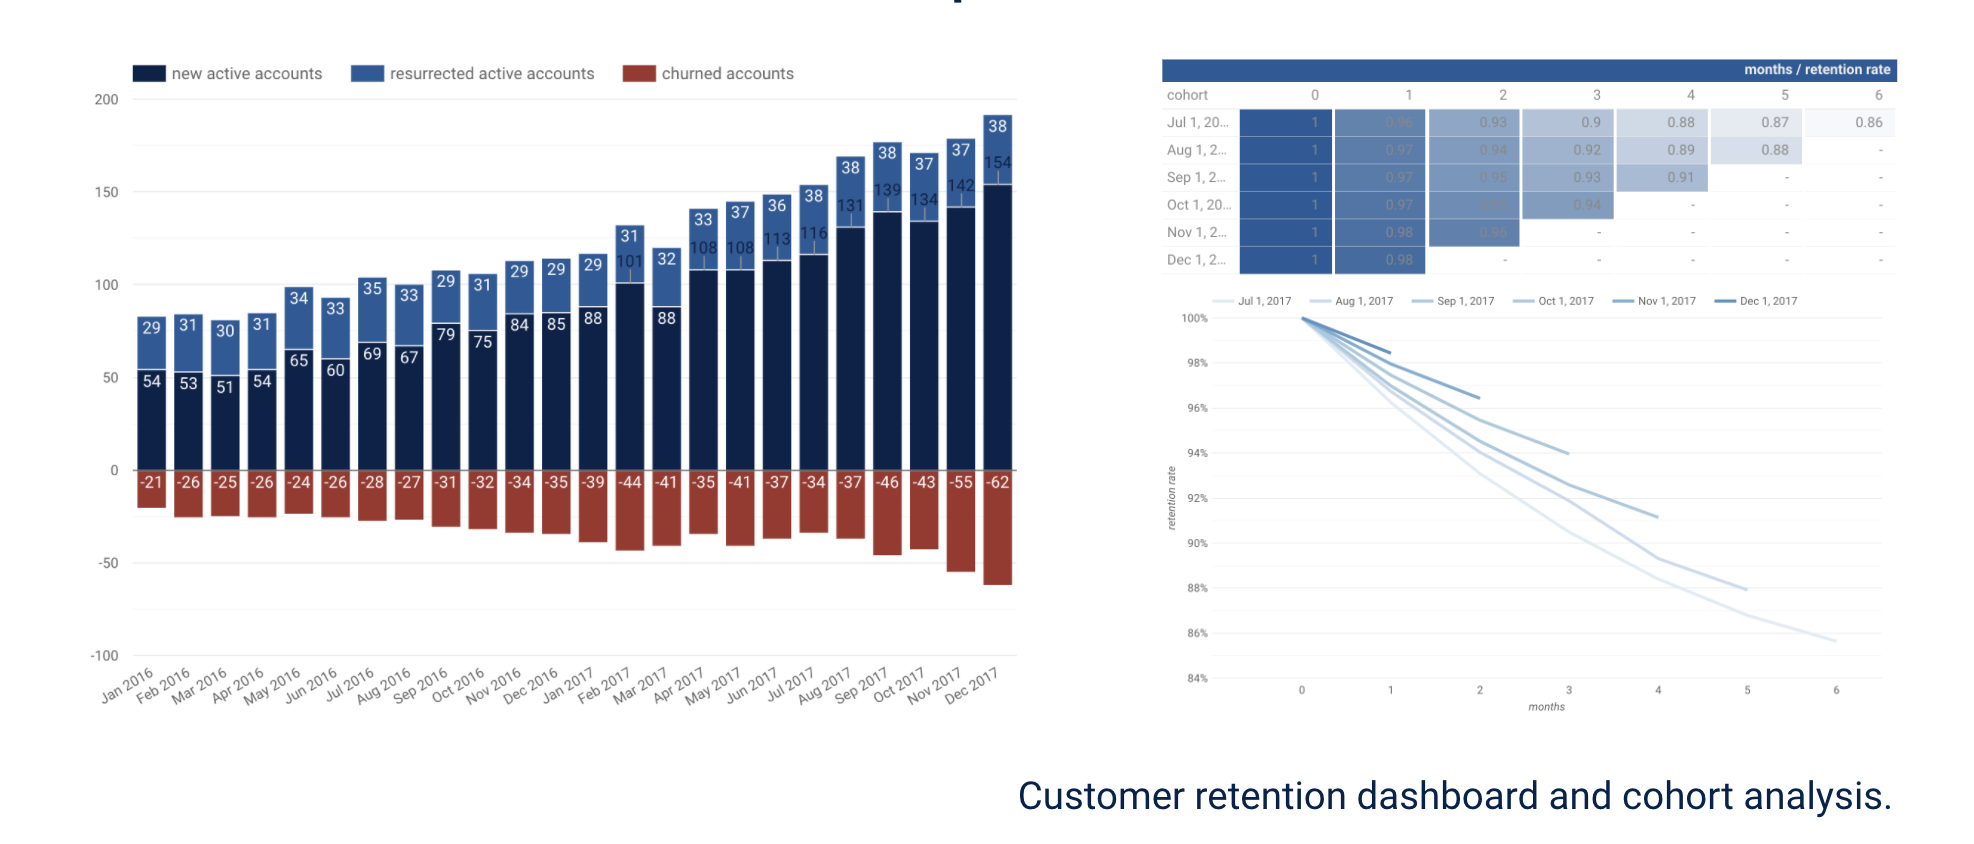 new active accounts resurrected active accounts churned accounts
200
150
100
50
0
-50
-100
29 31 30 31 34 33 35 33 29 31 29 29 29 31 32 33 37 36 38 38 38 37 37 38
54 53 51 54 65 60 69 67 79 75 84 85 88 101 88 108 108 113 116 131 139 134 142 154
-21 -26 -25 -26 -24 -26 -28 -27 -31 -32 -34 -35 -39 -44 -41 -35 -41 -37 -34 -37 -46 -43 -55 -62
Jan 2016 Feb 2016 Mar 2016 Apr 2016 May 2016 Jun 2016 Jul 2016 Aug 2016 Sep 2016 Oct 2016 Nov 2016 Dec 2016 Jan 2017 Feb 2017 Mar 2017 Apr 2017 May 2017 Jun 2017 Jul 2017 Aug 2017 Sep 2017 Oct 2017 Nov 2017 Dec 2017
months / retention rate
cohort 0 1 2 3 4 5 6
Jul 1, 20... 1 0.96 0.93 0.9 0.88 0.87 0.86
Aug 1, 2... 1 0.97 0.94 0.92 0.89 0.88 -
Sep 1, 2... 1 0.97 0.95 0.93 0.91 - -
Oct 1, 20... 1 0.97 0.94 - - -
Nov 1, 2... 1 0.98 0.96 - - - -
Dec 1, 2... 1 0.98 - - - - -
Jul 1, 2017 Aug 1, 2017 Sep 1, 2017 Oct 1, 2017 Nov 1, 2017 Dec 1, 2017
100%
98%
96%
94%
92%
90%
88%
86%
84%
retention rate
0 1 2 3 4 5 6
months
Customer retention dashboard and cohort analysis.